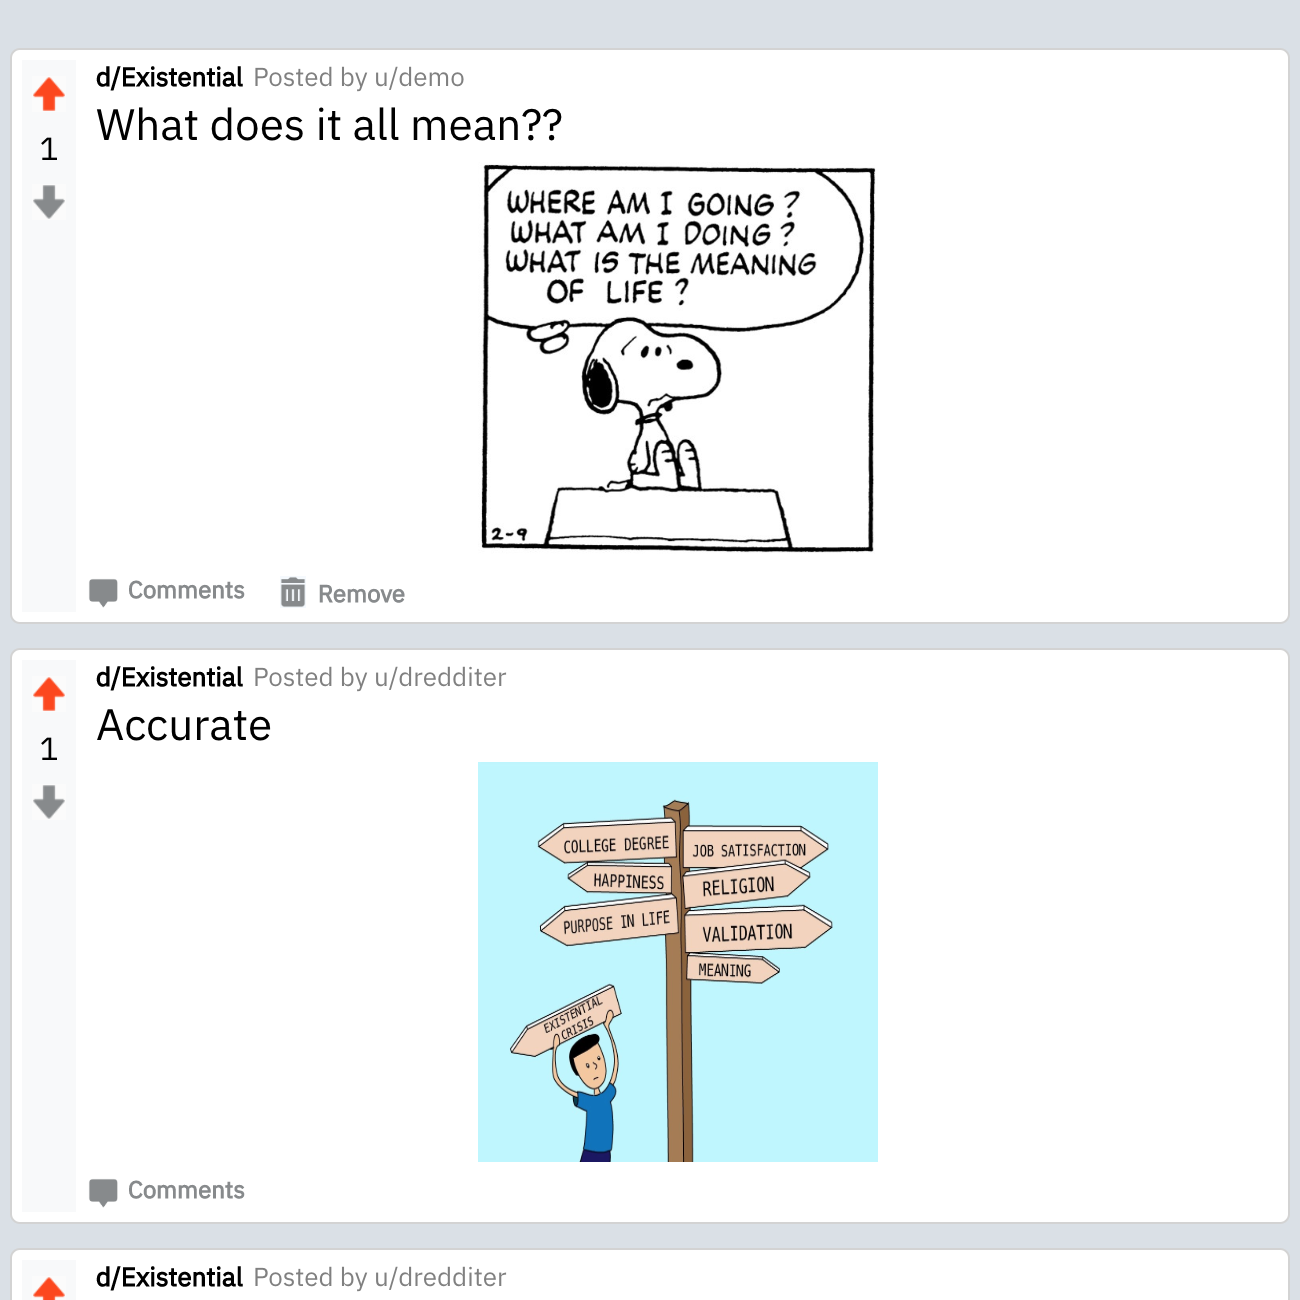 d/Existential Posted by u/demo
What does it all mean??
1
WHERE AM I GOING?
WHAT AM I DOING?
WHAT IS THE MEANING
OF LIFE?
2-9
Comments Remove
d/Existential Posted by u/dredditer
Accurate
1
COLLEGE DEGREE
JOB SATISFACTION
HAPPINESS
RELIGION
PURPOSE IN LIFE
VALIDATION
MEANING
EXISTENTIAL
CRISIS
Comments
d/Existential Posted by u/dredditer